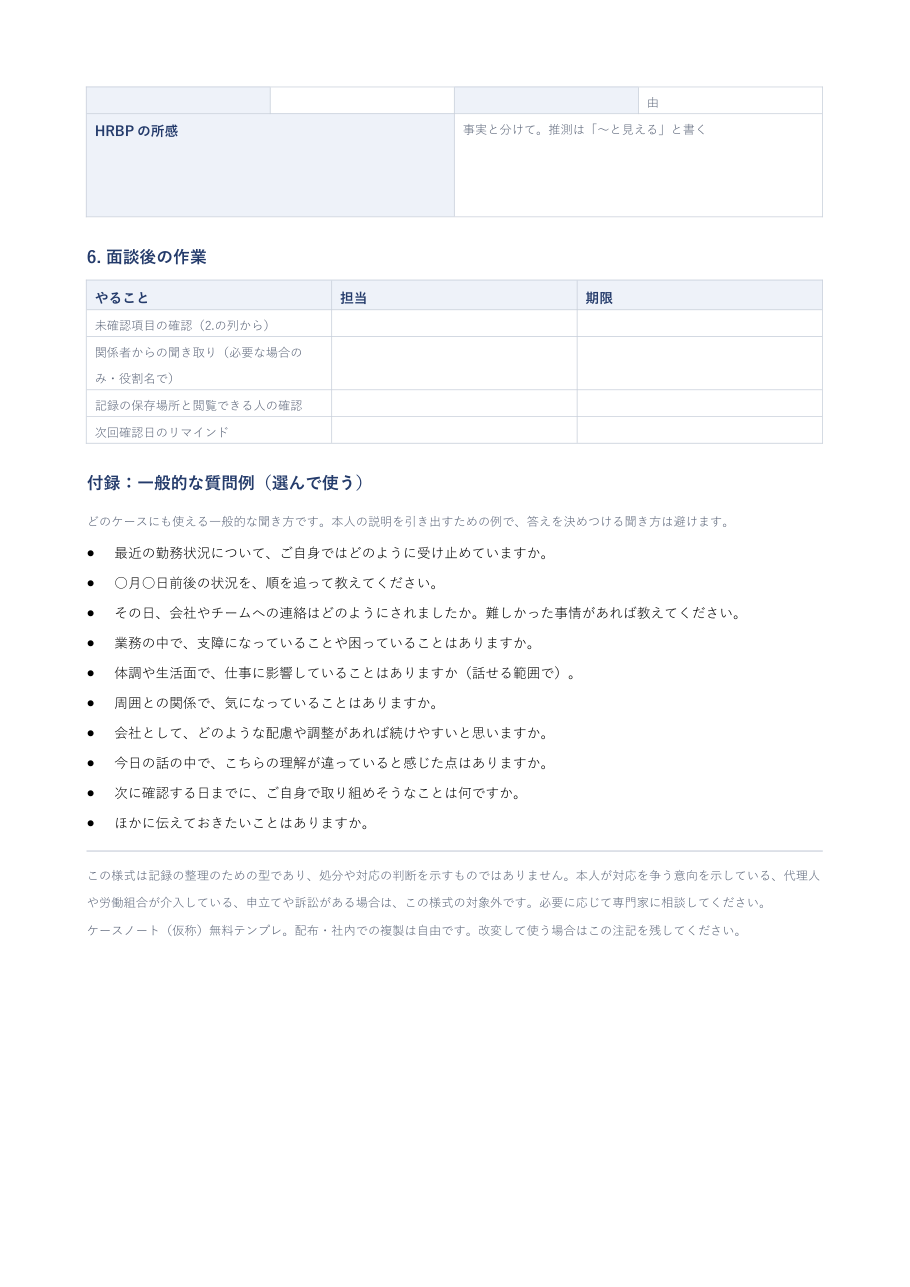 由
HRBP の所感
事実と分けて。推測は「〜と見える」と書く
6. 面談後の作業
やること 担当 期限
未確認項目の確認（2.の列から）
関係者からの聞き取り（必要な場合の
み・役割名で）
記録の保存場所と閲覧できる人の確認
次回確認日のリマインド
付録：一般的な質問例（選んで使う）
どのケースにも使える一般的な聞き方です。本人の説明を引き出すための例で、答えを決めつける聞き方は避けます。
● 最近の勤務状況について、ご自身ではどのように受け止めていますか。
● 〇月〇日前後の状況を、順を追って教えてください。
● その日、会社やチームへの連絡はどのようにされましたか。難しかった事情があれば教えてください。
● 業務の中で、支障になっていることや困っていることはありますか。
● 体調や生活面で、仕事に影響していることはありますか（話せる範囲で）。
● 周囲との関係で、気になっていることはありますか。
● 会社として、どのような配慮や調整があれば続けやすいと思いますか。
● 今日の話の中で、こちらの理解が違っていると感じた点はありますか。
● 次に確認する日までに、ご自身で取り組めそうなことは何ですか。
● ほかに伝えておきたいことはありますか。
この様式は記録の整理のための型であり、処分や対応の判断を示すものではありません。本人が対応を争う意向を示している、代理人
や労働組合が介入している、申立てや訴訟がある場合は、この様式の対象外です。必要に応じて専門家に相談してください。
ケースノート（仮称）無料テンプレ。配布・社内での複製は自由です。改変して使う場合はこの注記を残してください。